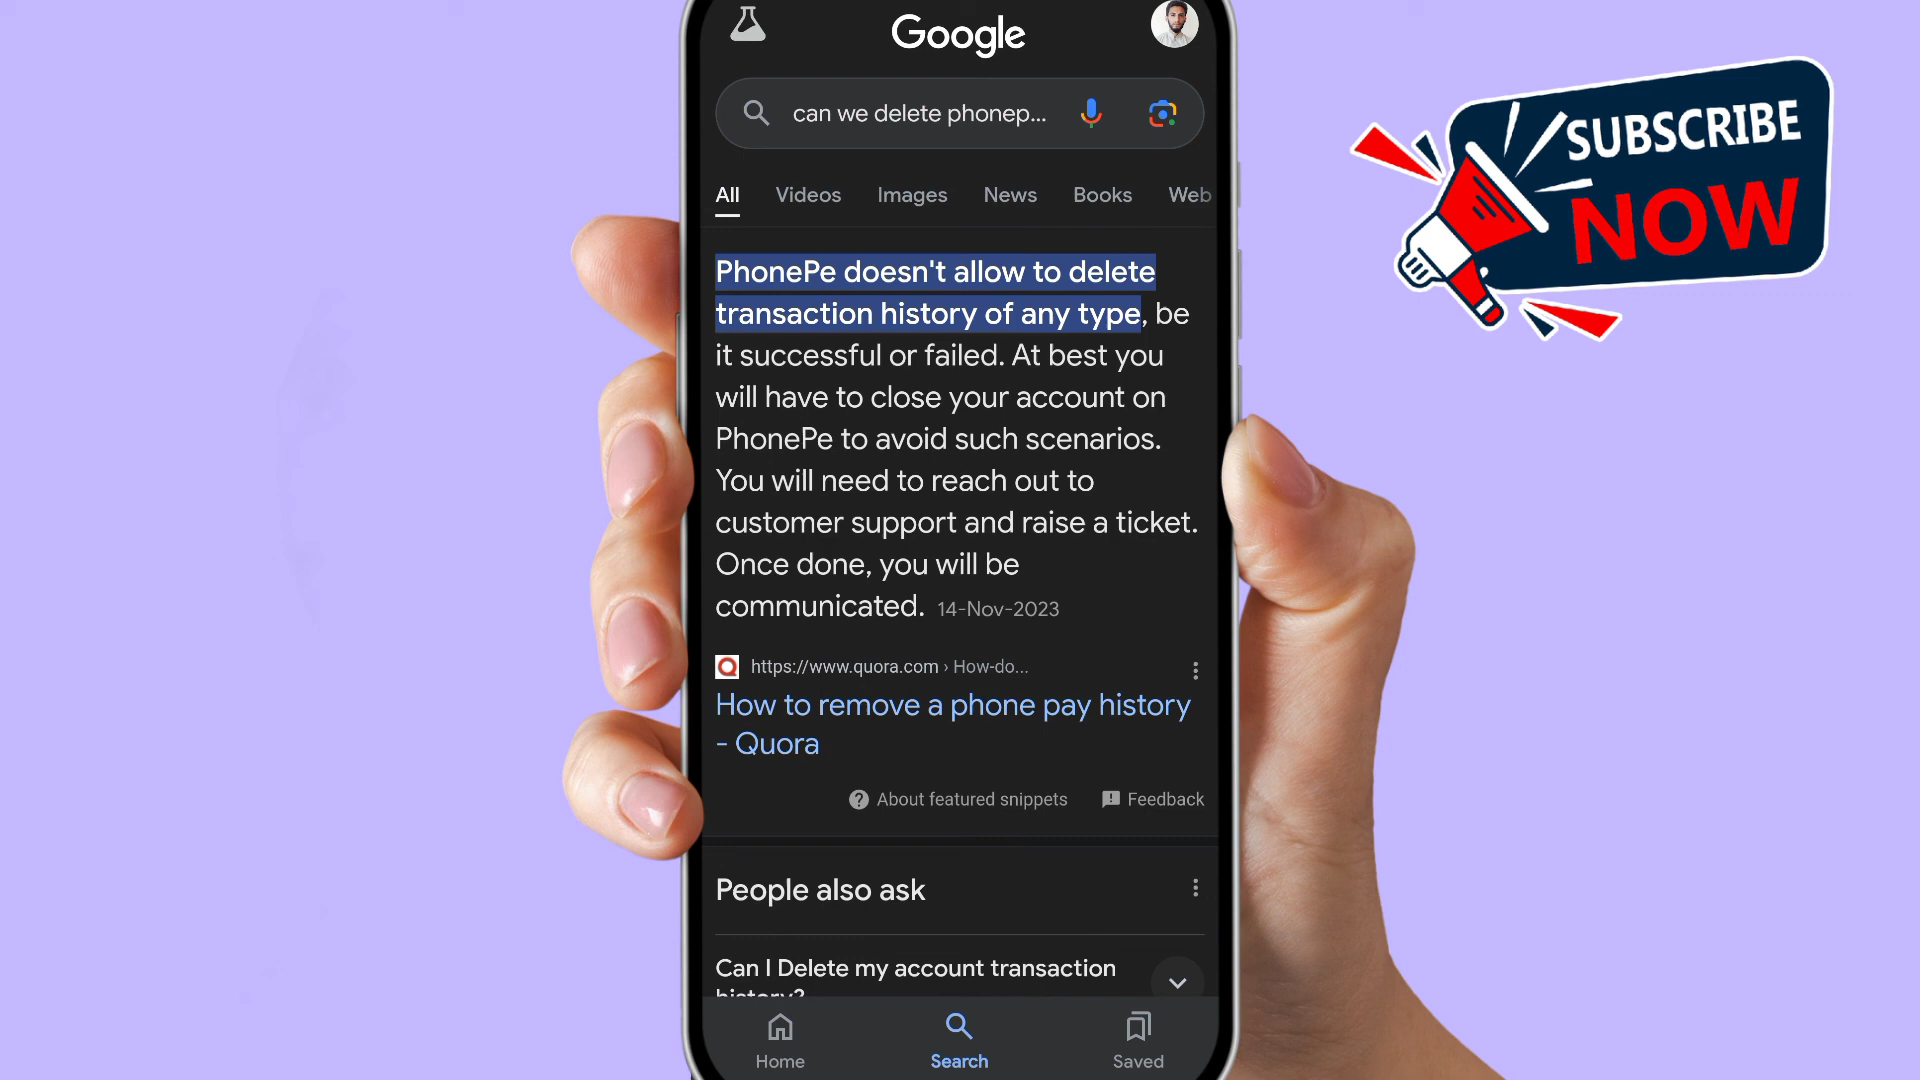 Google
can we delete phonep...
All Videos Images News Books Web
PhonePe doesn't allow to delete
transaction history of any type, be
it successful or failed. At best you
will have to close your account on
PhonePe to avoid such scenarios.
You will need to reach out to
customer support and raise a ticket.
Once done, you will be
communicated. 14-Nov-2023
https://www.quora.com › How-do...
How to remove a phone pay history
- Quora
About featured snippets Feedback
People also ask
Can I Delete my account transaction
history?
Home Search Saved
SUBSCRIBE
NOW